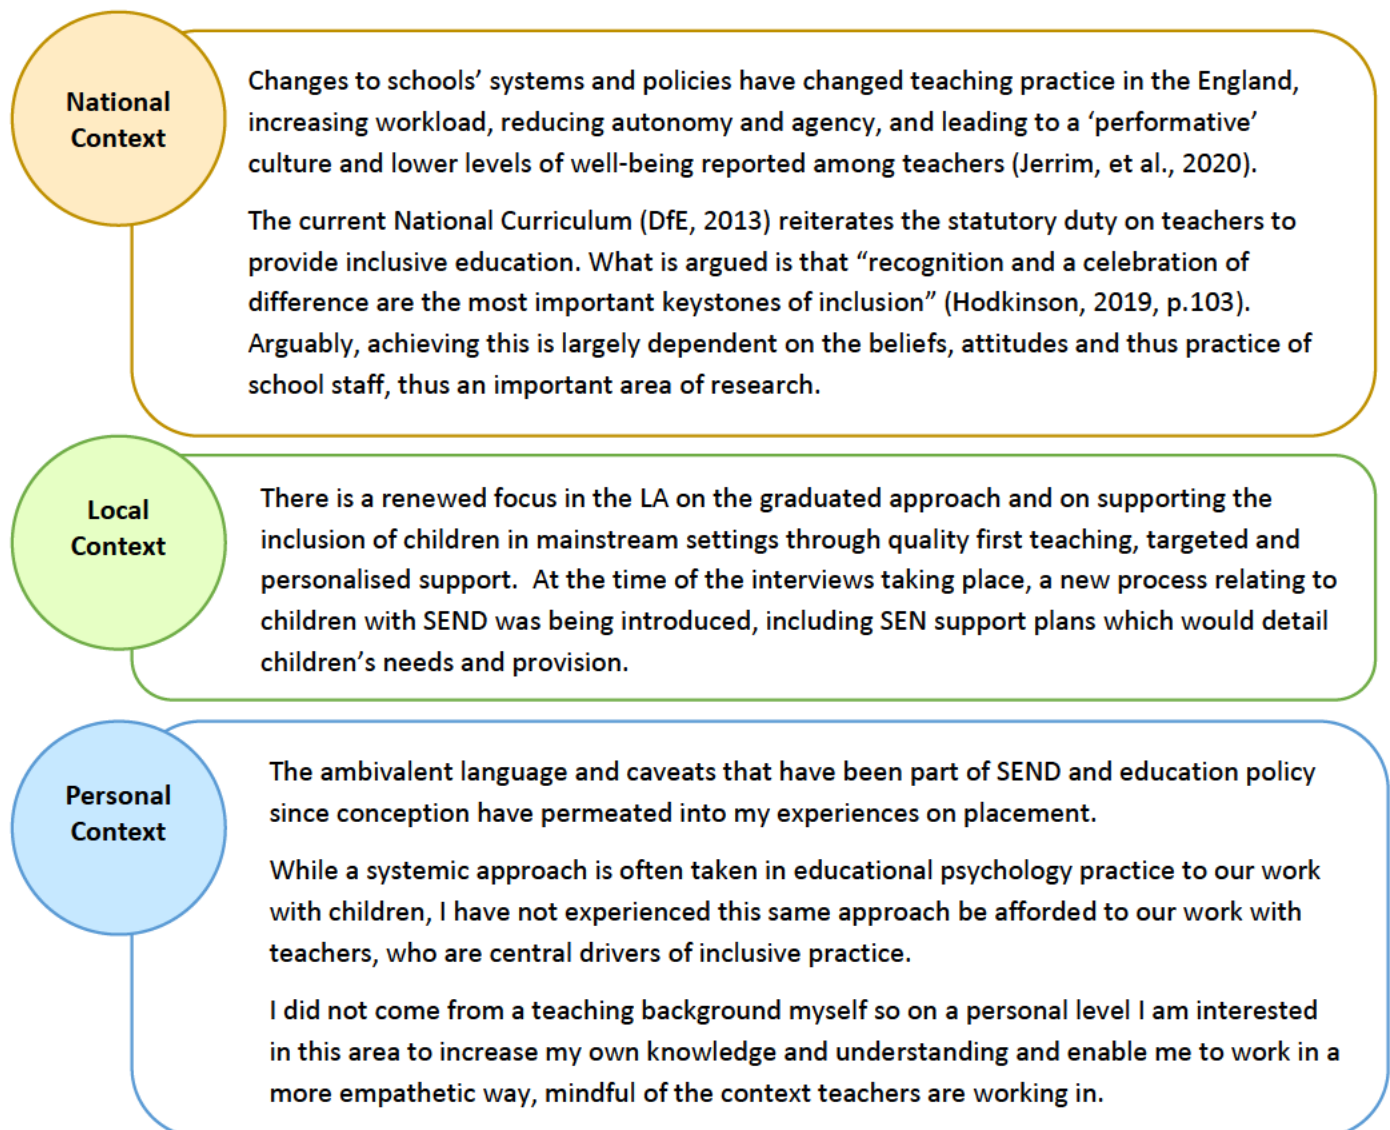 National
Context
Changes to schools’ systems and policies have changed teaching practice in the England,
increasing workload, reducing autonomy and agency, and leading to a ‘performative’
culture and lower levels of well-being reported among teachers (Jerrim, et al., 2020).
The current National Curriculum (DfE, 2013) reiterates the statutory duty on teachers to
provide inclusive education. What is argued is that “recognition and a celebration of
difference are the most important keystones of inclusion” (Hodkinson, 2019, p.103).
Arguably, achieving this is largely dependent on the beliefs, attitudes and thus practice of
school staff, thus an important area of research.
Local
Context
There is a renewed focus in the LA on the graduated approach and on supporting the
inclusion of children in mainstream settings through quality first teaching, targeted and
personalised support.  At the time of the interviews taking place, a new process relating to
children with SEND was being introduced, including SEN support plans which would detail
children’s needs and provision.
Personal
Context
The ambivalent language and caveats that have been part of SEND and education policy
since conception have permeated into my experiences on placement.
While a systemic approach is often taken in educational psychology practice to our work
with children, I have not experienced this same approach be afforded to our work with
teachers, who are central drivers of inclusive practice.
I did not come from a teaching background myself so on a personal level I am interested
in this area to increase my own knowledge and understanding and enable me to work in a
more empathetic way, mindful of the context teachers are working in.